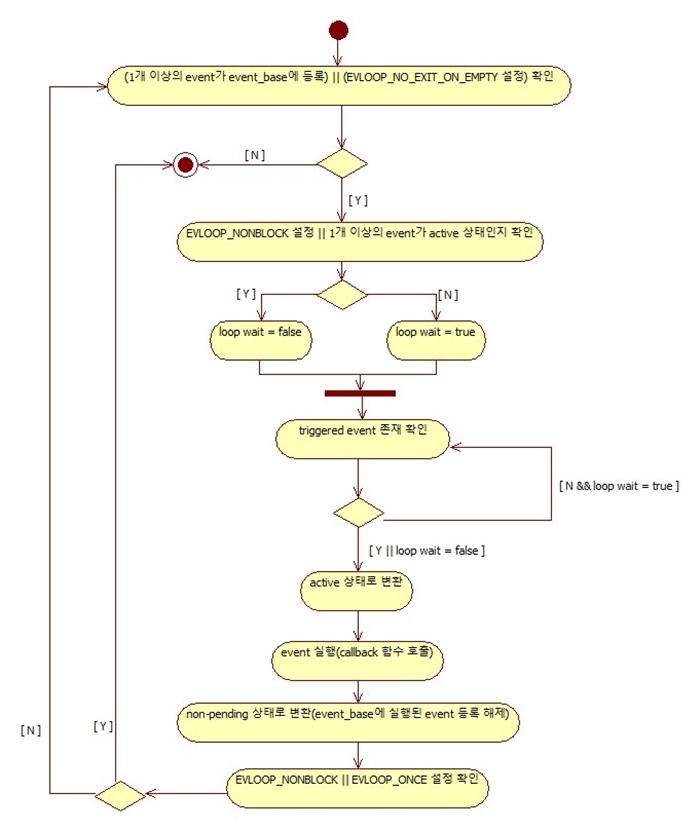 (1개 이상의 event가 event_base에 등록) || (EVLOOP_NO_EXIT_ON_EMPTY 설정) 확인
[ N ]
[ Y ]
EVLOOP_NONBLOCK 설정 || 1개 이상의 event가 active 상태인지 확인
[ Y ]
[ N ]
loop wait = false
loop wait = true
triggered event 존재 확인
[ N && loop wait = true ]
[ Y || loop wait = false ]
active 상태로 변환
event 실행(callback 함수 호출)
non-pending 상태로 변환(event_base에 실행된 event 등록 해제)
[ N ]
[ Y ]
EVLOOP_NONBLOCK || EVLOOP_ONCE 설정 확인